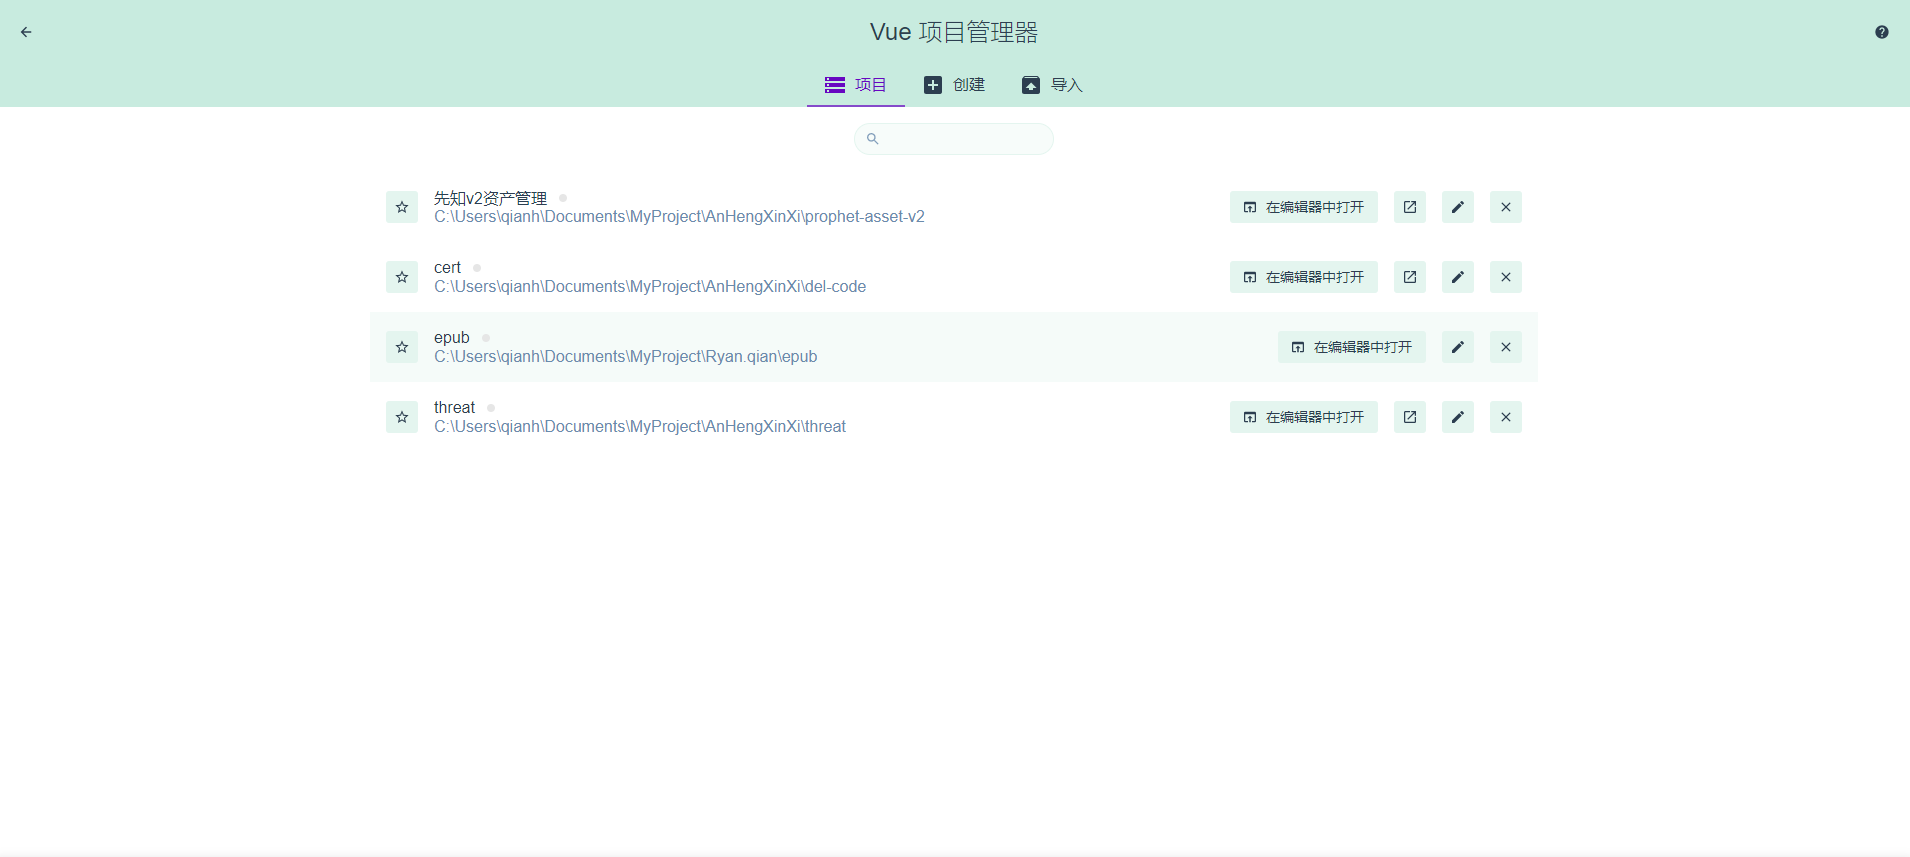 Vue 项目管理器
项目 创建 导入
先知v2资产管理
C:\Users\qianh\Documents\MyProject\AnHengXinXi\prophet-asset-v2
在编辑器中打开
cert
C:\Users\qianh\Documents\MyProject\AnHengXinXi\del-code
在编辑器中打开
epub
C:\Users\qianh\Documents\MyProject\Ryan.qian\epub
在编辑器中打开
threat
C:\Users\qianh\Documents\MyProject\AnHengXinXi\threat
在编辑器中打开